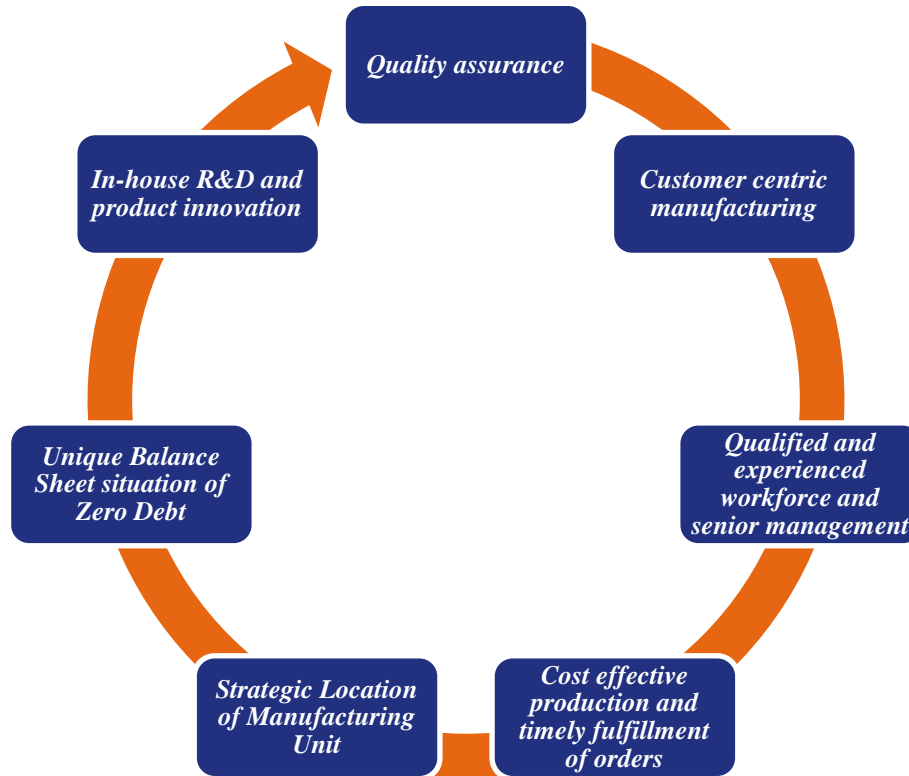 Quality assurance
Customer centric
manufacturing
Qualified and
experienced
workforce and
senior management
Cost effective
production and
timely fulfillment
of orders
Strategic Location
of Manufacturing
Unit
Unique Balance
Sheet situation of
Zero Debt
In-house R&D and
product innovation